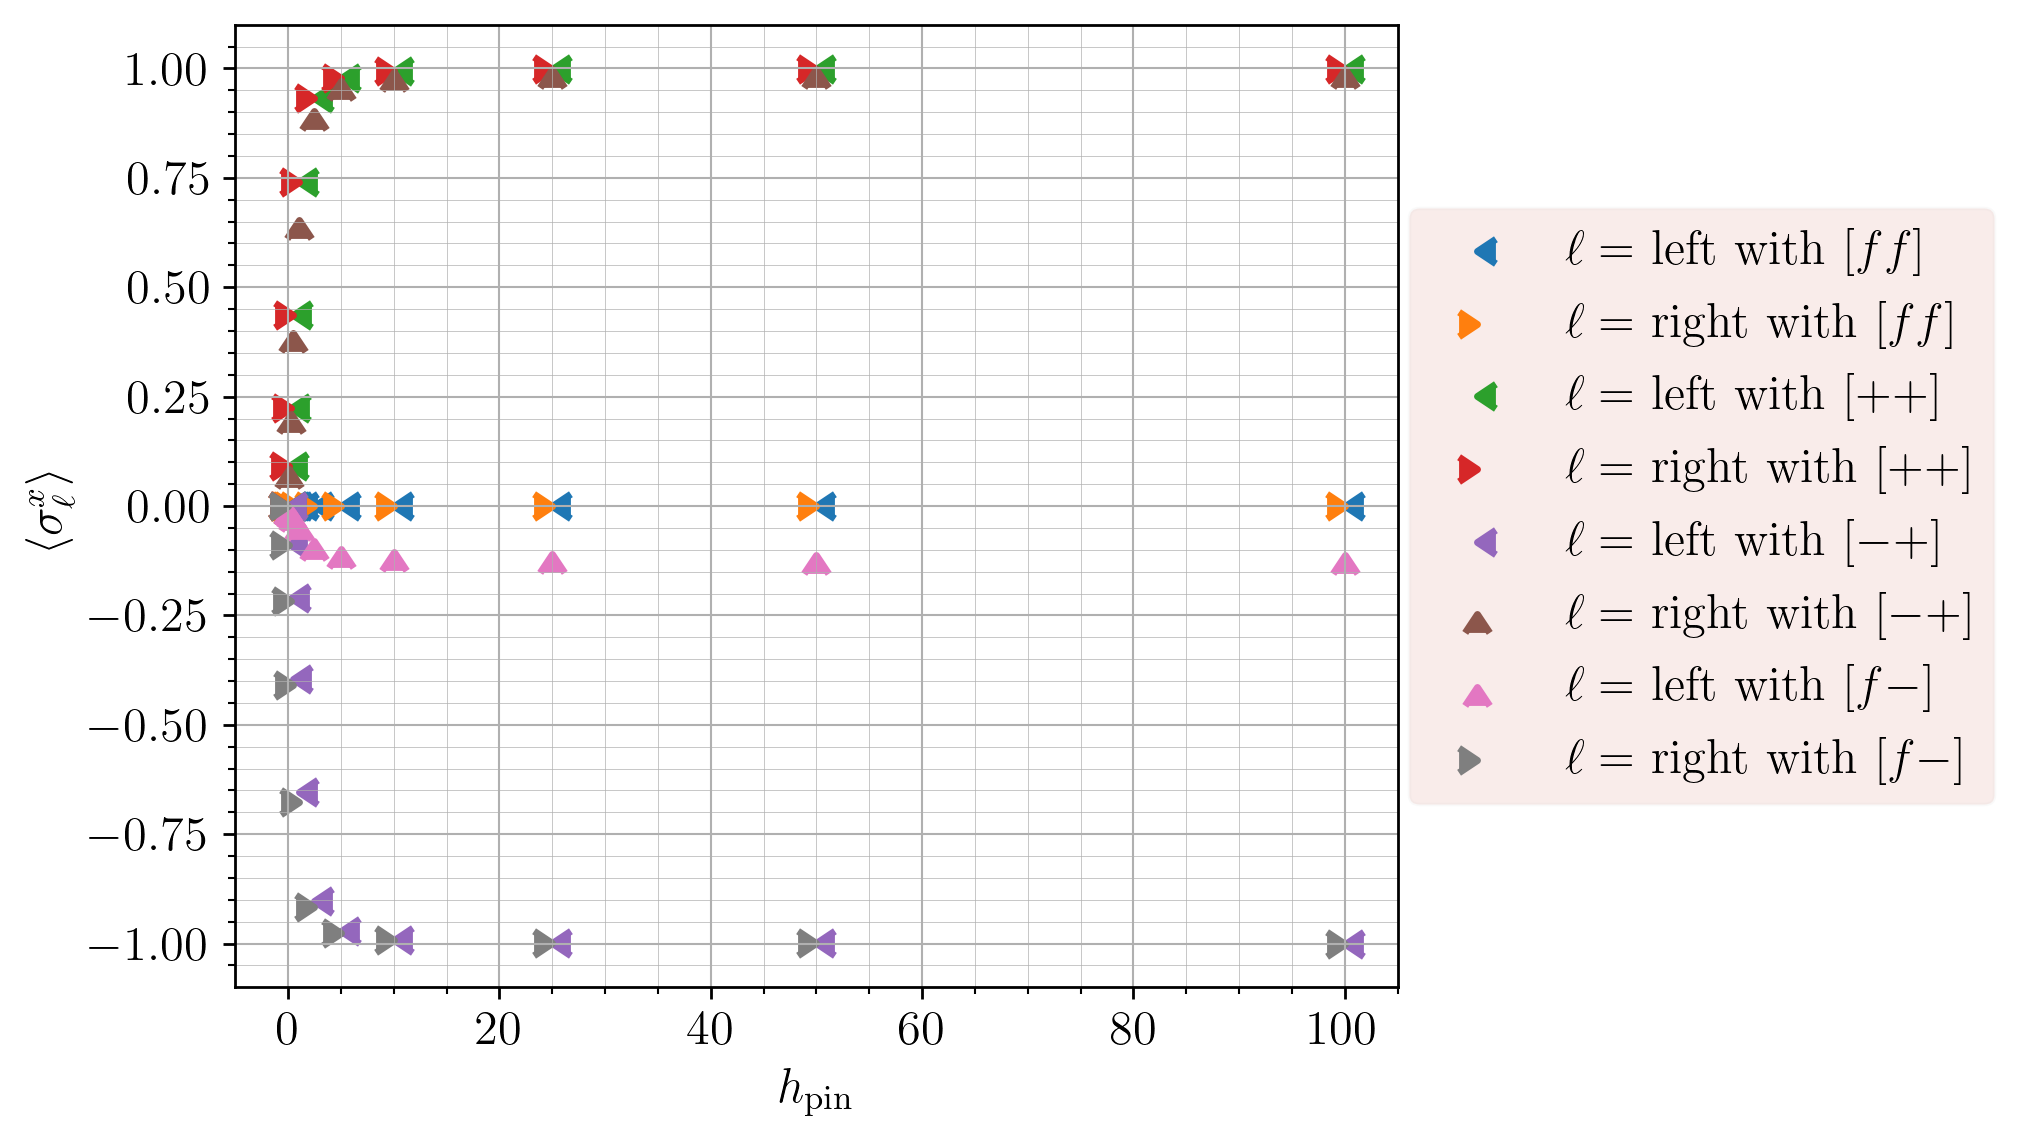 1.00
0.75
0.50
0.25
0.00
−0.25
−0.50
−0.75
−1.00
⟨σ^x_ℓ⟩
0 20 40 60 80 100
h_pin
ℓ = left with [ff]
ℓ = right with [ff]
ℓ = left with [++]
ℓ = right with [++]
ℓ = left with [−+]
ℓ = right with [−+]
ℓ = left with [f−]
ℓ = right with [f−]